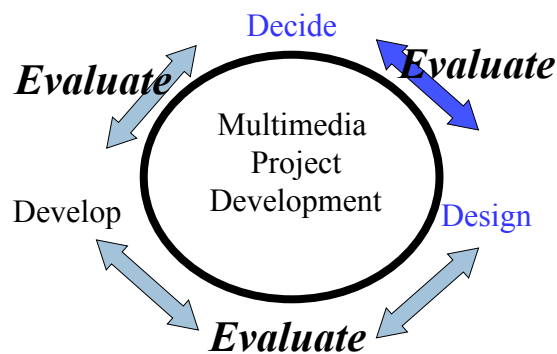 Decide
Evaluate
Evaluate
Multimedia
Project
Development
Develop
Design
Evaluate